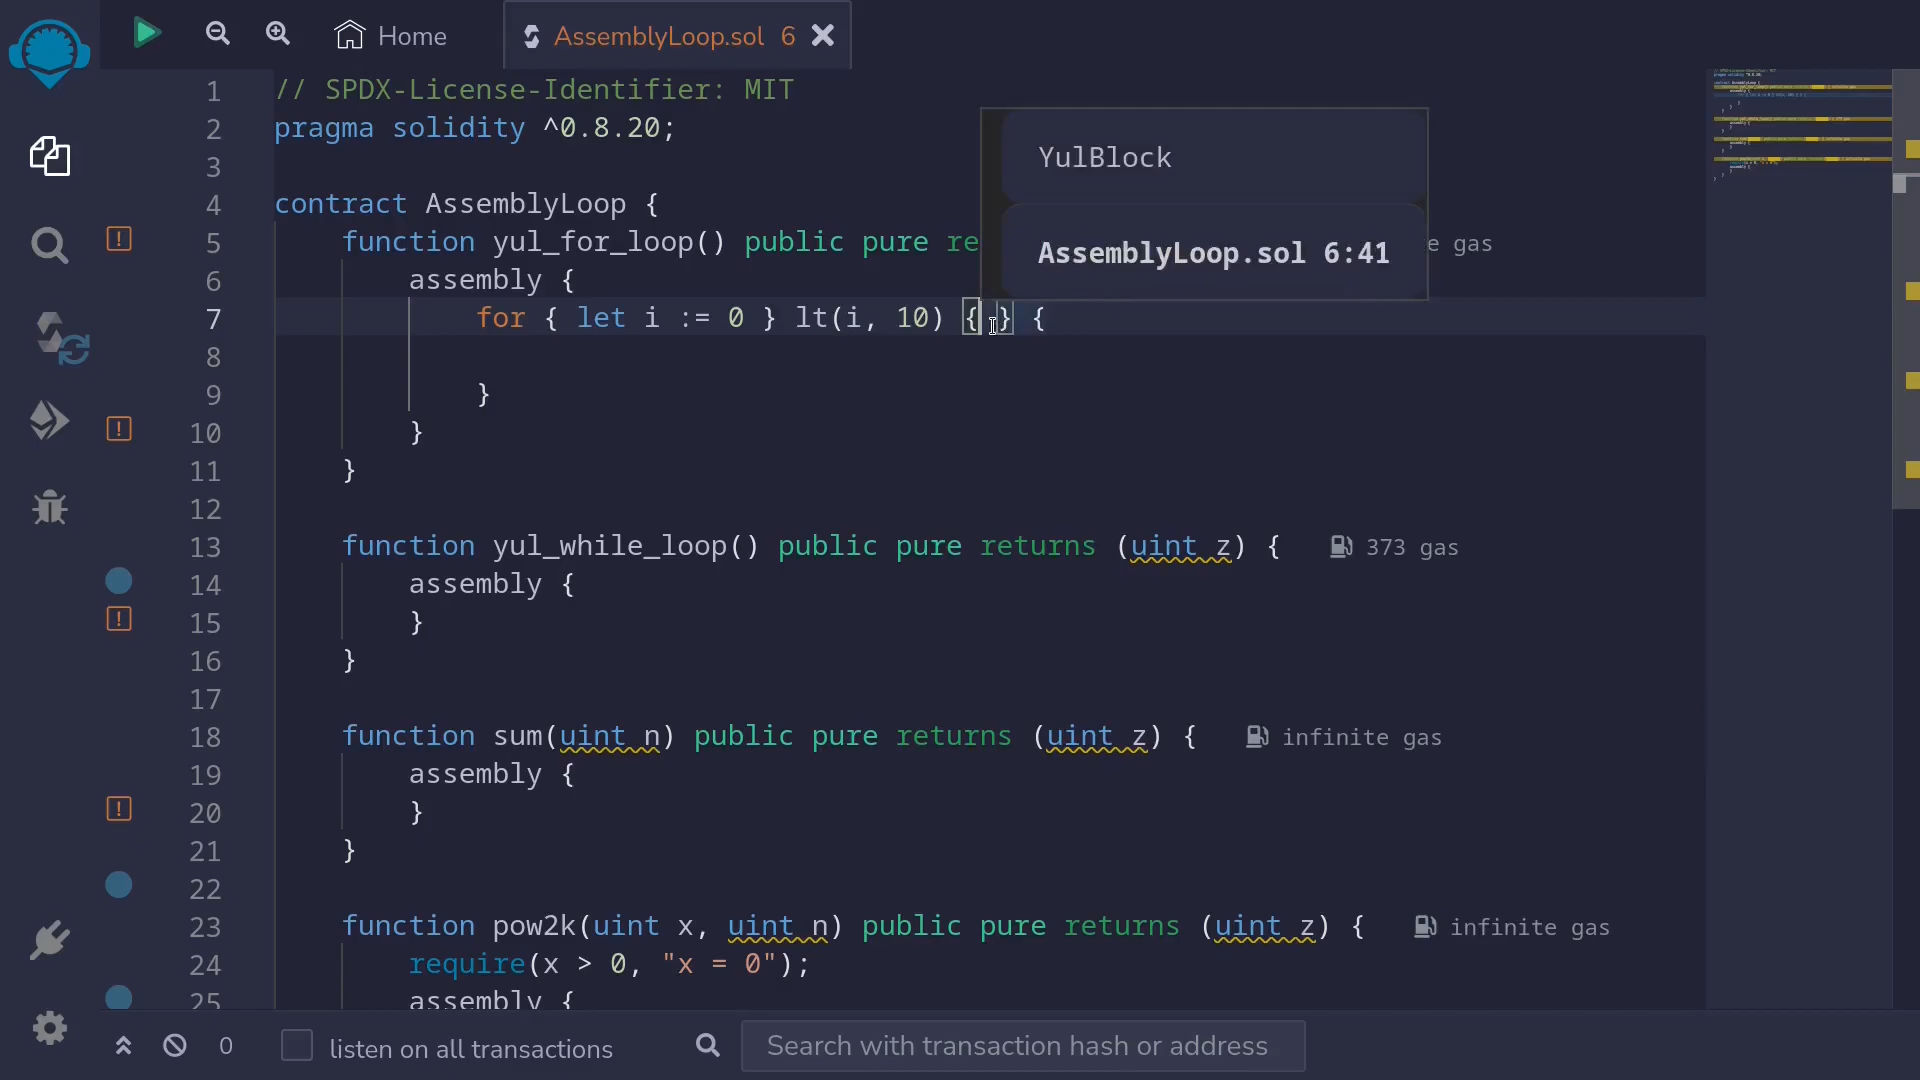 Home
AssemblyLoop.sol 6
1 // SPDX-License-Identifier: MIT
2 pragma solidity ^0.8.20;
3
4 contract AssemblyLoop {
5 function yul_for_loop() public pure re
e gas
YulBlock
AssemblyLoop.sol 6:41
6 assembly {
7 for { let i := 0 } lt(i, 10) { } {
8
9 }
10 }
11 }
12
13 function yul_while_loop() public pure returns (uint z) { 373 gas
14 assembly {
15 }
16 }
17
18 function sum(uint n) public pure returns (uint z) { infinite gas
19 assembly {
20 }
21 }
22
23 function pow2k(uint x, uint n) public pure returns (uint z) { infinite gas
24 require(x > 0, "x = 0");
25 assembly {
0 listen on all transactions Search with transaction hash or address